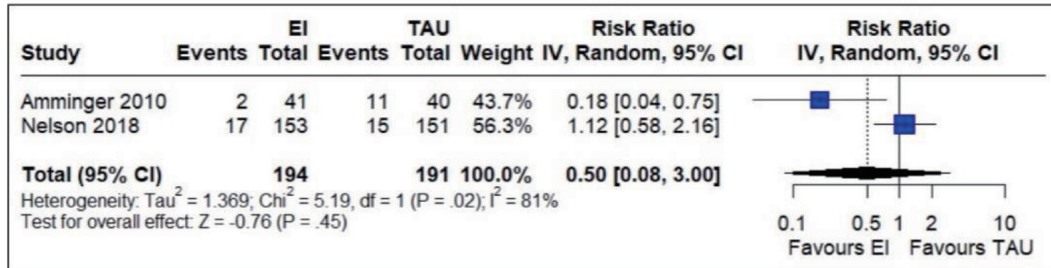 EI TAU Risk Ratio Risk Ratio
Study Events Total Events Total Weight IV, Random, 95% CI IV, Random, 95% CI
Amminger 2010 2 41 11 40 43.7% 0.18 [0.04, 0.75]
Nelson 2018 17 153 15 151 56.3% 1.12 [0.58, 2.16]
Total (95% CI) 194 191 100.0% 0.50 [0.08, 3.00]
Heterogeneity: Tau² = 1.369; Chi² = 5.19, df = 1 (P = .02); I² = 81%
Test for overall effect: Z = -0.76 (P = .45)
0.1 0.5 1 2 10
Favours EI Favours TAU